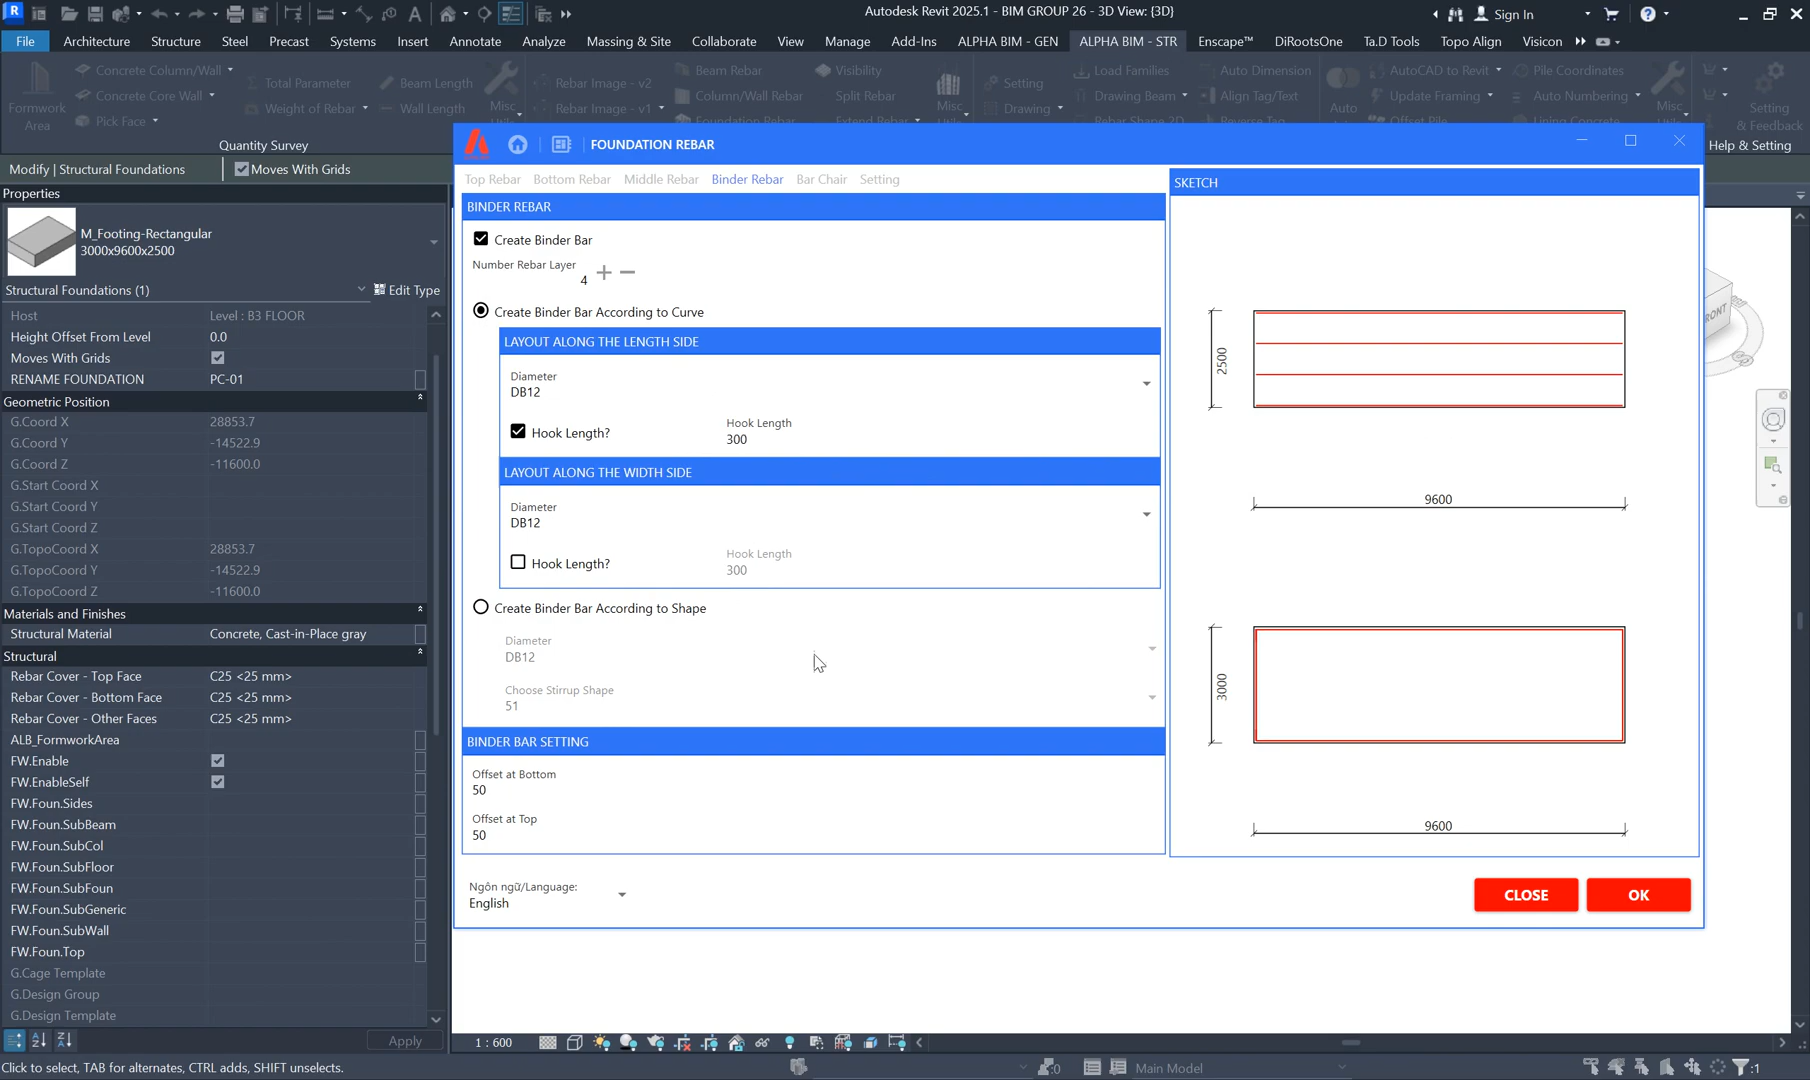 Autodesk Revit 2025.1 - BIM GROUP 26 - 3D View: {3D}
Sign In
File Architecture Structure Steel Precast Systems Insert Annotate Analyze Massing & Site Collaborate View Manage Add-Ins ALPHA BIM - GEN ALPHA BIM - STR Enscape™ DiRootsOne Ta.D Tools Topo Align Visicon
Concrete Column/Wall
Concrete Core Wall
Pick Face
Formwork
Area
Total Parameter
Weight of Rebar
Beam Length
Wall Length
Misc
Rebar Image - v2
Rebar Image - v1
Beam Rebar
Column/Wall Rebar
Foundation Rebar
Visibility
Split Rebar
Extend Rebar
Misc
Setting
Drawing
Load Families
Drawing Beam
Rebar Shape 2D
Auto Dimension
Align Tag/Text
Reverse Tag
Auto
AutoCAD to Revit
Update Framing
Offset Pile
Pile Coordinates
Auto Numbering
Lining Concrete
Misc
Setting
& Feedback
Quantity Survey
Help & Setting
Modify | Structural Foundations
Moves With Grids
Properties
M_Footing-Rectangular
3000x9600x2500
Structural Foundations (1)
Edit Type
Host Level : B3 FLOOR
Height Offset From Level 0.0
Moves With Grids
RENAME FOUNDATION PC-01
Geometric Position
G.Coord X 28853.7
G.Coord Y -14522.9
G.Coord Z -11600.0
G.Start Coord X
G.Start Coord Y
G.Start Coord Z
G.TopoCoord X 28853.7
G.TopoCoord Y -14522.9
G.TopoCoord Z -11600.0
Materials and Finishes
Structural Material Concrete, Cast-in-Place gray
Structural
Rebar Cover - Top Face C25 <25 mm>
Rebar Cover - Bottom Face C25 <25 mm>
Rebar Cover - Other Faces C25 <25 mm>
ALB_FormworkArea
FW.Enable
FW.EnableSelf
FW.Foun.Sides
FW.Foun.SubBeam
FW.Foun.SubCol
FW.Foun.SubFloor
FW.Foun.SubFoun
FW.Foun.SubGeneric
FW.Foun.SubWall
FW.Foun.Top
G.Cage Template
G.Design Group
G.Design Template
Apply
FOUNDATION REBAR
Top Rebar Bottom Rebar Middle Rebar Binder Rebar Bar Chair Setting
BINDER REBAR
Create Binder Bar
Number Rebar Layer
4
Create Binder Bar According to Curve
LAYOUT ALONG THE LENGTH SIDE
Diameter
DB12
Hook Length?
Hook Length
300
LAYOUT ALONG THE WIDTH SIDE
Diameter
DB12
Hook Length?
Hook Length
300
Create Binder Bar According to Shape
Diameter
DB12
Choose Stirrup Shape
51
BINDER BAR SETTING
Offset at Bottom
50
Offset at Top
50
Ngôn ngữ/Language:
English
SKETCH
2500
9600
3000
9600
CLOSE OK
1 : 600
Click to select, TAB for alternates, CTRL adds, SHIFT unselects.
:0
Main Model
:1